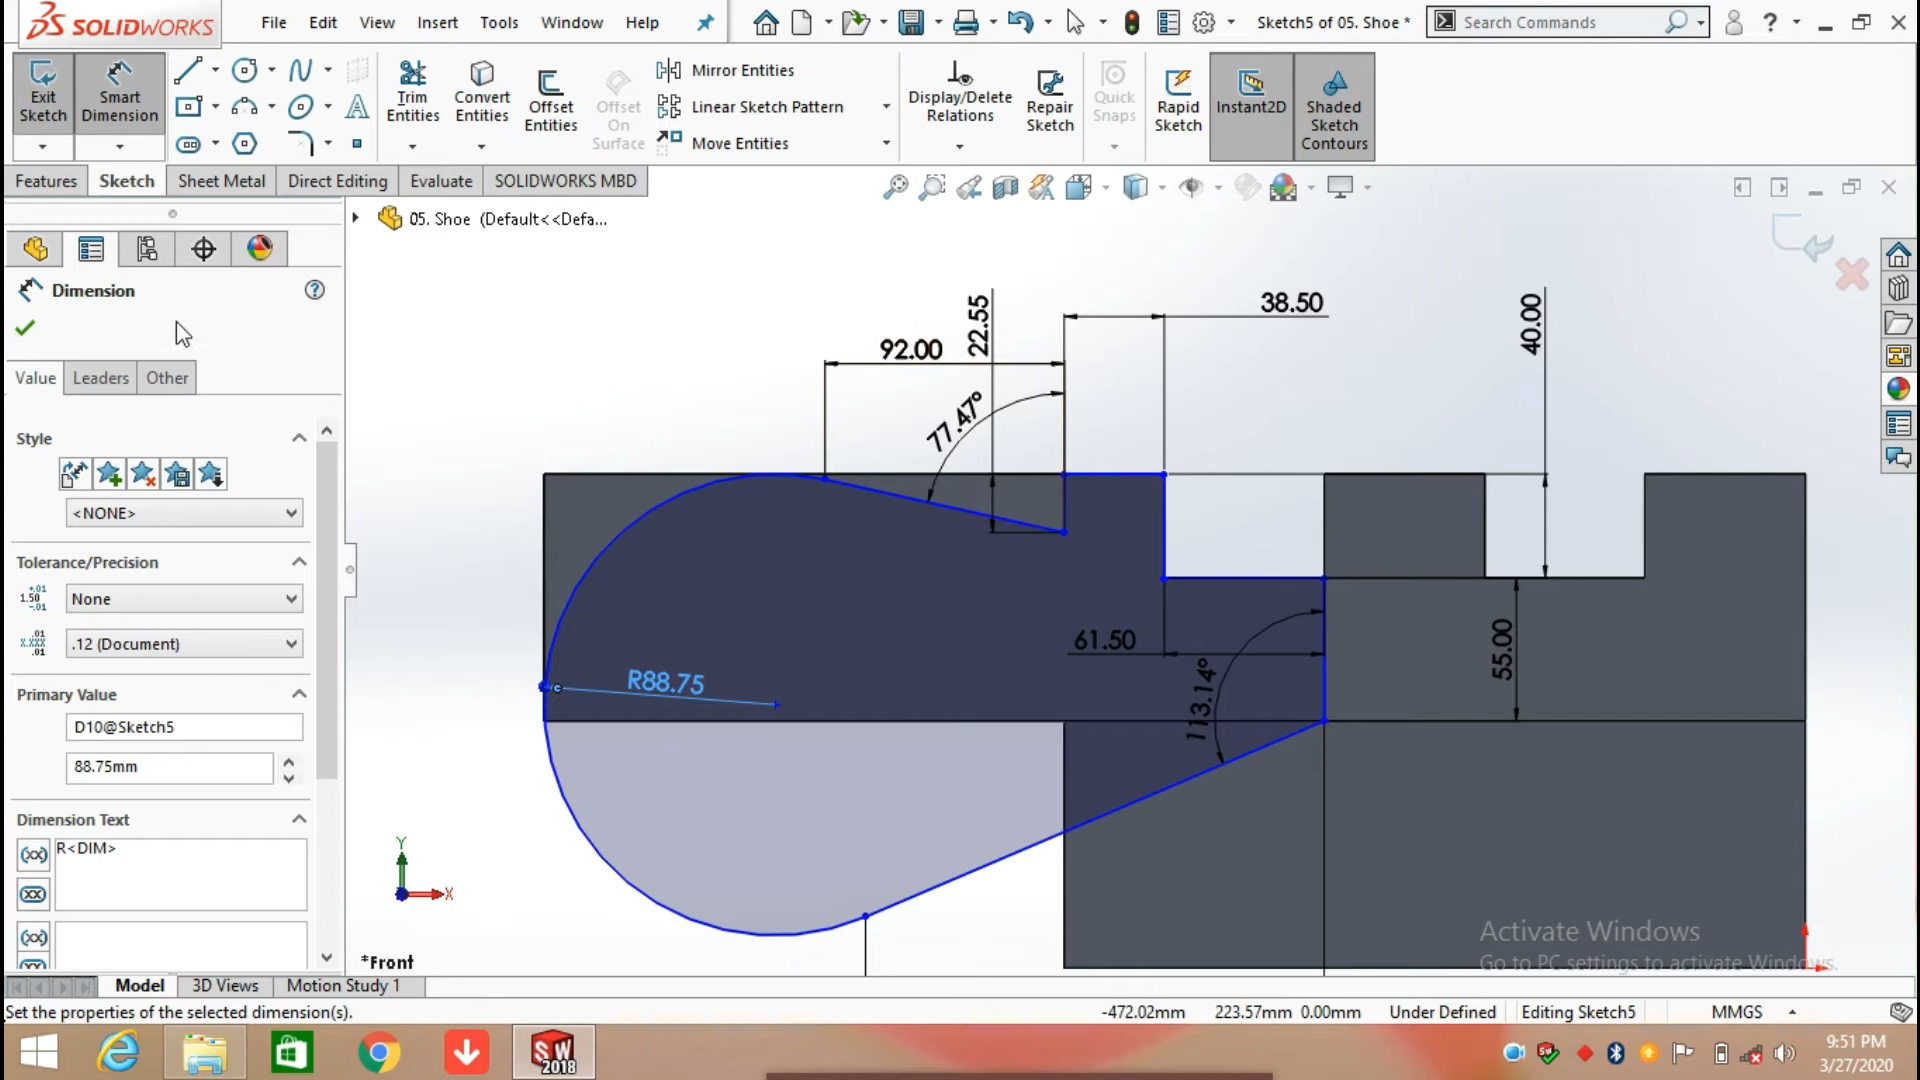 SOLIDWORKS
File Edit View Insert Tools Window Help
Sketch5 of 05. Shoe *
Search Commands
Exit Sketch
Smart Dimension
Trim Entities
Convert Entities
Offset Entities
Offset On Surface
Mirror Entities
Linear Sketch Pattern
Move Entities
Display/Delete Relations
Repair Sketch
Quick Snaps
Rapid Sketch
Instant2D
Shaded Sketch Contours
Features Sketch Sheet Metal Direct Editing Evaluate SOLIDWORKS MBD
05. Shoe (Default<<Defa...
Dimension
Value Leaders Other
Style
<NONE>
Tolerance/Precision
None
.12 (Document)
Primary Value
D10@Sketch5
88.75mm
Dimension Text
R<DIM>
92.00
22.55
38.50
40.00
77.47°
61.50
113.14°
55.00
R88.75
Y
X
*Front
Activate Windows
Go to PC settings to activate Windows.
Model 3D Views Motion Study 1
Set the properties of the selected dimension(s).
-472.02mm 223.57mm 0.00mm Under Defined Editing Sketch5 MMGS
SW 2018
9:51 PM
3/27/2020